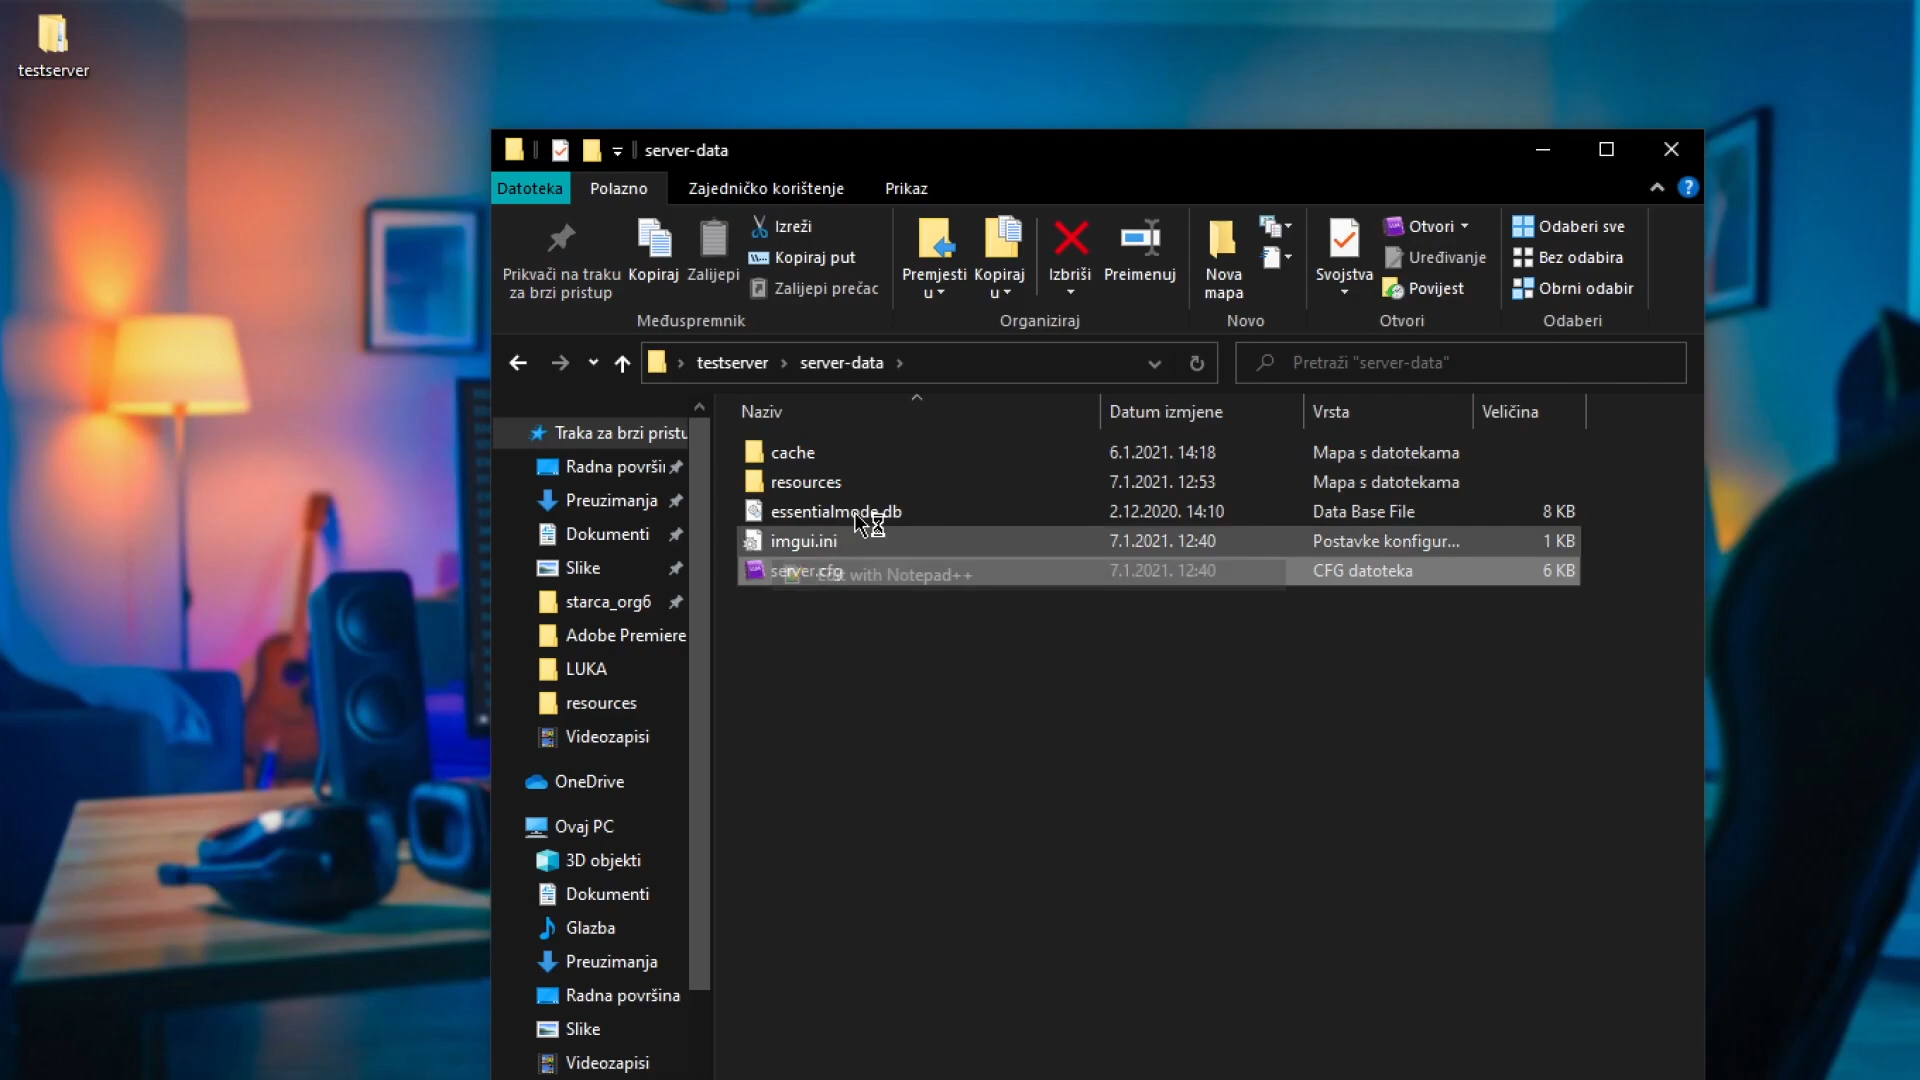 testserver
server-data
Datoteka
Polazno
Zajedničko korištenje
Prikaz
Prikvači na traku
za brzi pristup
Kopiraj
Zalijepi
Izreži
Kopiraj put
Zalijepi prečac
Međuspremnik
Premjesti
u
Kopiraj
u
Izbriši
Preimenuj
Organiziraj
Nova
mapa
Novo
Svojstva
Otvori
Uređivanje
Povijest
Otvori
Odaberi sve
Bez odabira
Obrni odabir
Odaberi
testserver
server-data
Pretraži "server-data"
Naziv
Datum izmjene
Vrsta
Veličina
cache 6.1.2021. 14:18 Mapa s datotekama
resources 7.1.2021. 12:53 Mapa s datotekama
essentialmode.db 2.12.2020. 14:10 Data Base File 8 KB
imgui.ini 7.1.2021. 12:40 Postavke konfigur... 1 KB
server.cfg 7.1.2021. 12:40 CFG datoteka 6 KB
Edit with Notepad++
Traka za brzi pristu
Radna površi
Preuzimanja
Dokumenti
Slike
starca_org6
Adobe Premiere
LUKA
resources
Videozapisi
OneDrive
Ovaj PC
3D objekti
Dokumenti
Glazba
Preuzimanja
Radna površina
Slike
Videozapisi